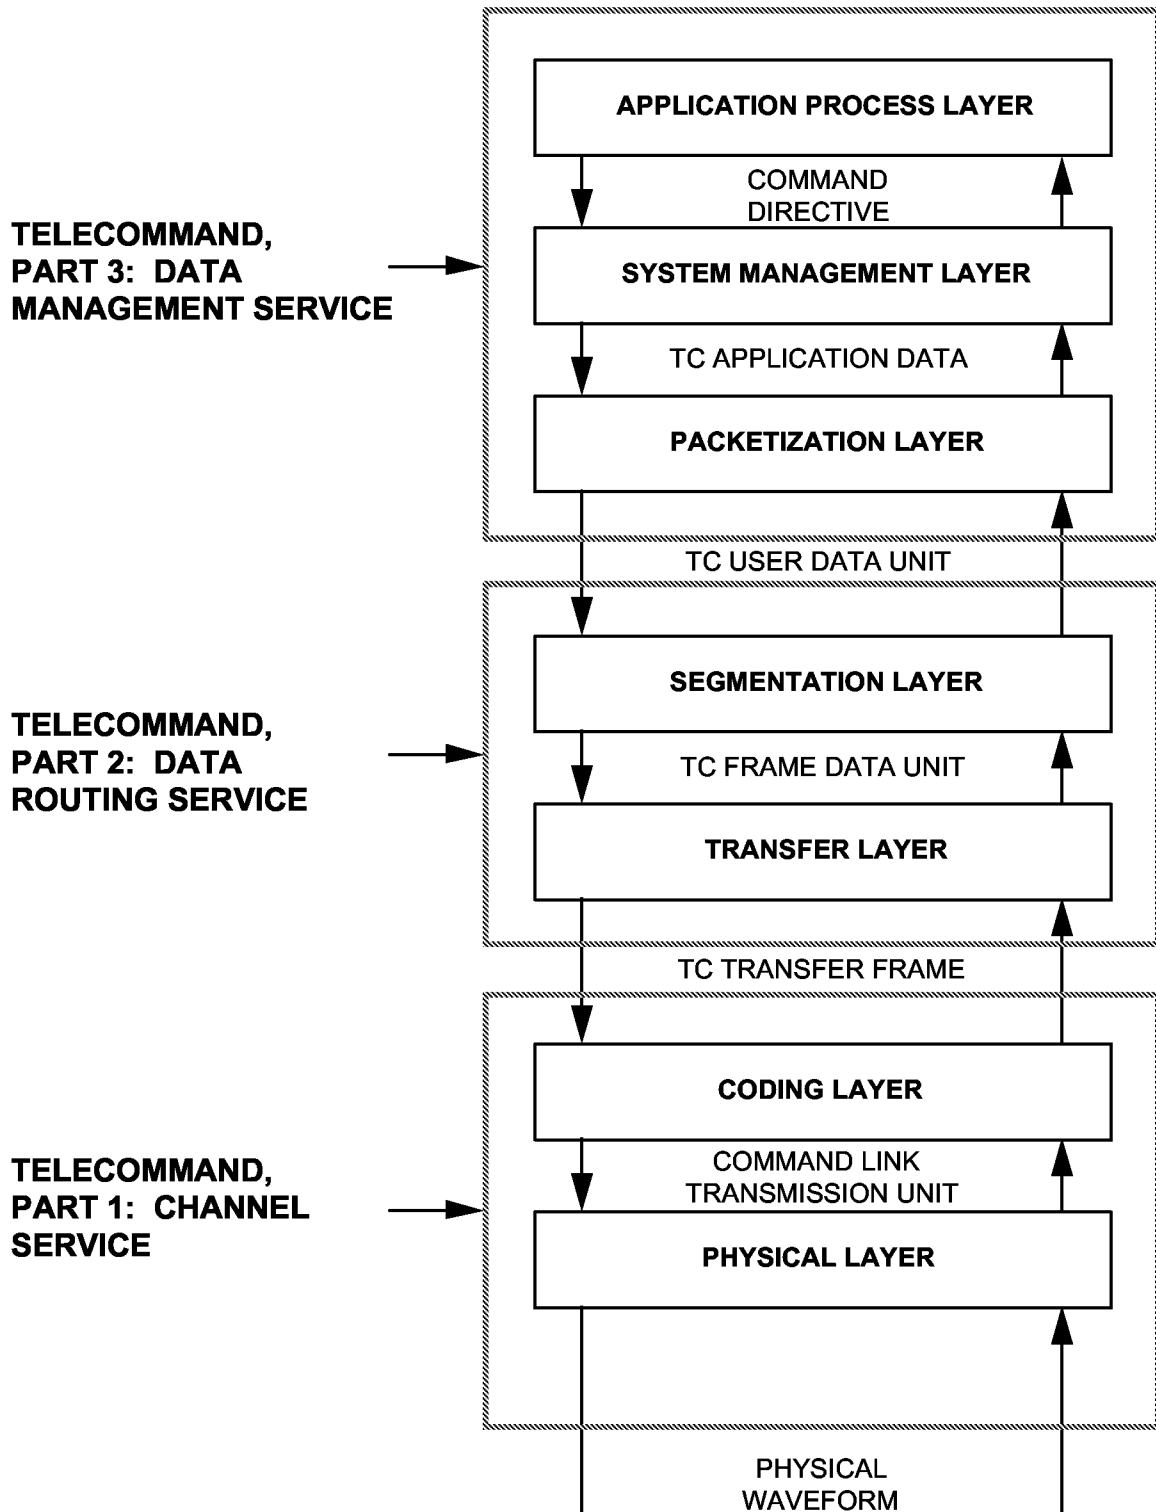 APPLICATION PROCESS LAYER
COMMAND
DIRECTIVE
TELECOMMAND,
PART 3:  DATA
MANAGEMENT SERVICE
SYSTEM MANAGEMENT LAYER
TC APPLICATION DATA
PACKETIZATION LAYER
TC USER DATA UNIT
SEGMENTATION LAYER
TELECOMMAND,
PART 2:  DATA
ROUTING SERVICE
TC FRAME DATA UNIT
TRANSFER LAYER
TC TRANSFER FRAME
CODING LAYER
TELECOMMAND,
PART 1:  CHANNEL
SERVICE
COMMAND LINK
TRANSMISSION UNIT
PHYSICAL LAYER
PHYSICAL
WAVEFORM